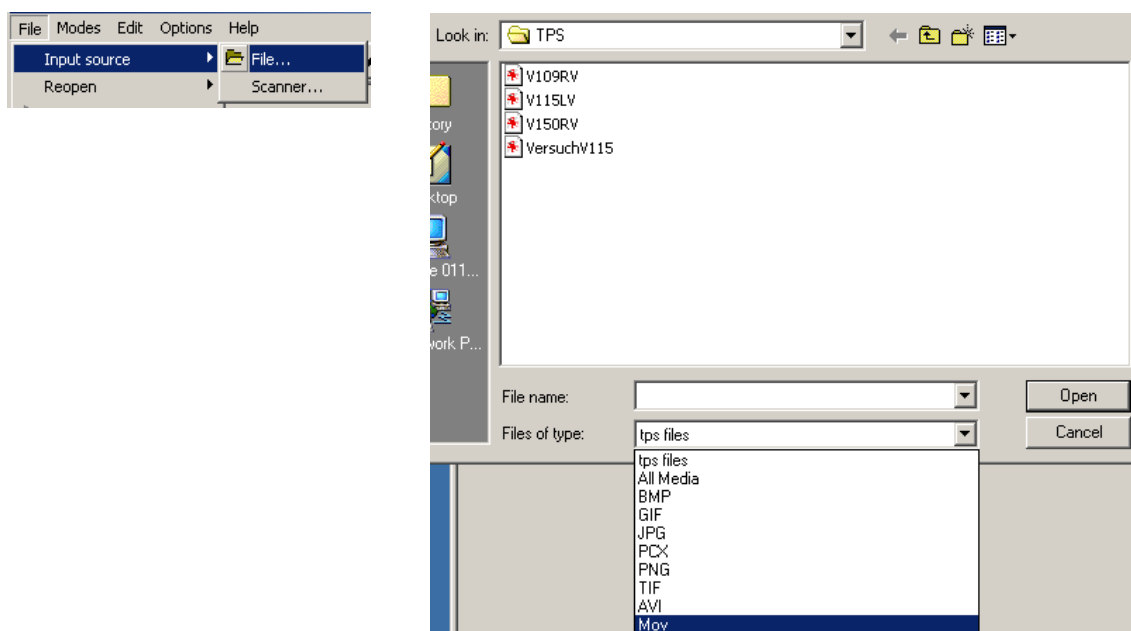 File Modes Edit Options Help
Input source File...
Reopen Scanner...
Look in: TPS
V109RV
V115LV
V150RV
VersuchV115
tory
ktop
e 011...
work P...
File name: Open
Files of type: tps files Cancel
tps files
All Media
BMP
GIF
JPG
PCX
PNG
TIF
AVI
Mov